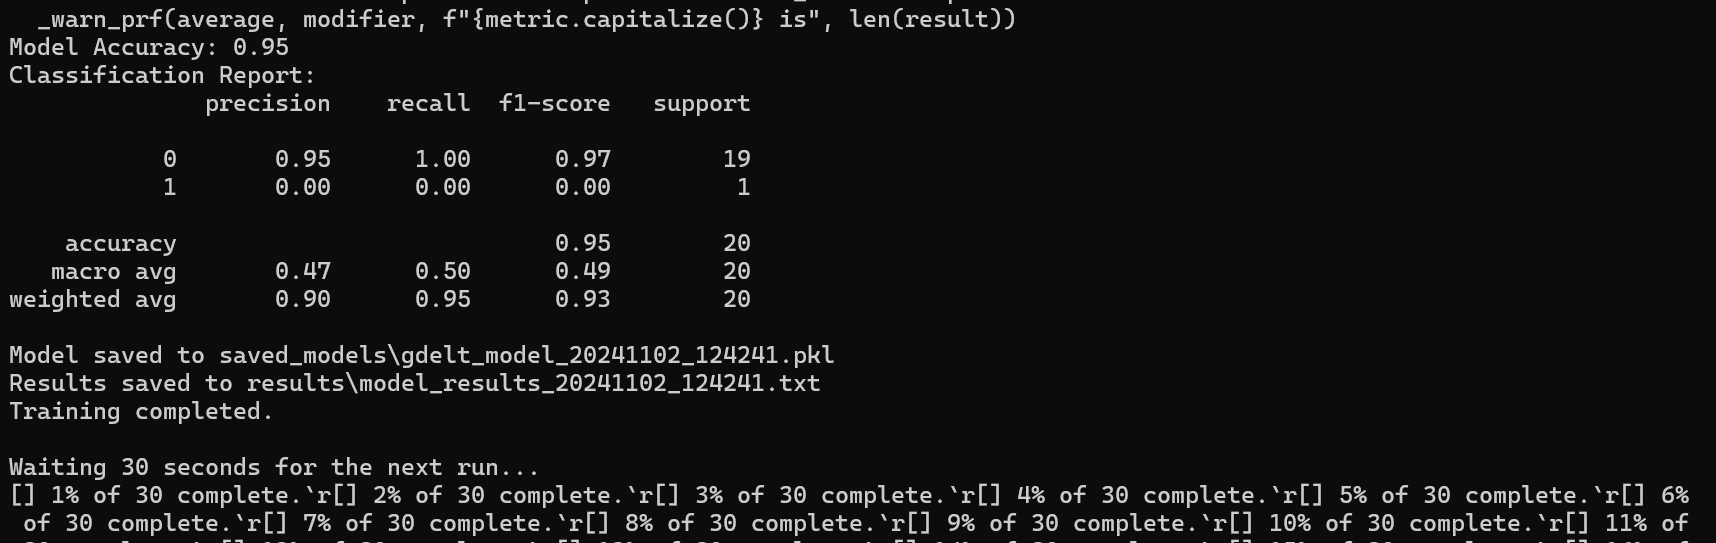 _warn_prf(average, modifier, f"{metric.capitalize()} is", len(result))
Model Accuracy: 0.95
Classification Report:
precision recall f1-score support
0 0.95 1.00 0.97 19
1 0.00 0.00 0.00 1
accuracy 0.95 20
macro avg 0.47 0.50 0.49 20
weighted avg 0.90 0.95 0.93 20
Model saved to saved_models\gdelt_model_20241102_124241.pkl
Results saved to results\model_results_20241102_124241.txt
Training completed.
Waiting 30 seconds for the next run...
[] 1% of 30 complete.`r[] 2% of 30 complete.`r[] 3% of 30 complete.`r[] 4% of 30 complete.`r[] 5% of 30 complete.`r[] 6%
of 30 complete.`r[] 7% of 30 complete.`r[] 8% of 30 complete.`r[] 9% of 30 complete.`r[] 10% of 30 complete.`r[] 11% of